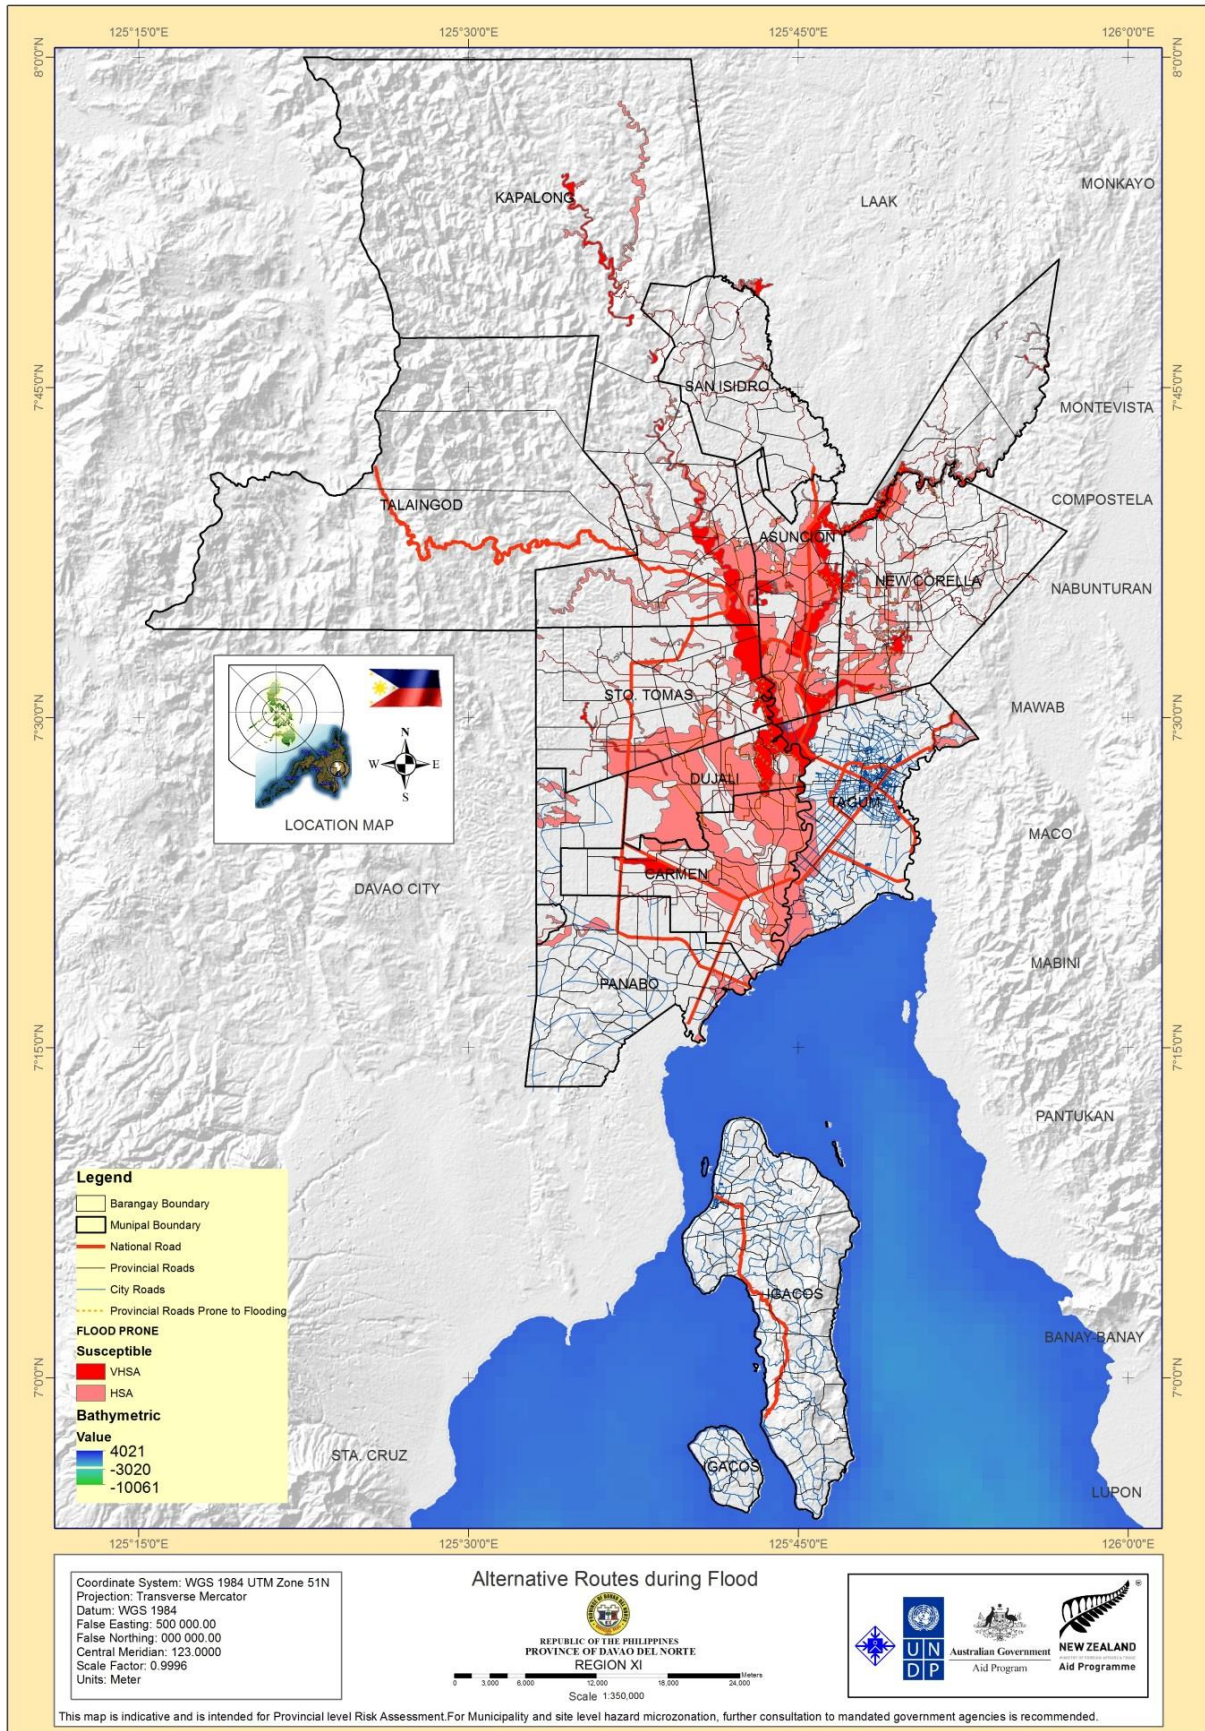 125°15'0"E 125°30'0"E 125°45'0"E 126°0'0"E
8°0'0"N 8°0'0"N
MONKAYO
KAPALONG
LAAK
SAN ISIDRO
7°45'0"N 7°45'0"N
MONTEVISTA
COMPOSTELA
TALAINGOD
ASUNCION
NEW CORELLA
NABUNTURAN
STO. TOMAS
MAWAB
7°30'0"N 7°30'0"N
N
W E
S
LOCATION MAP
DUJALI
TAGUM
MACO
CARMEN
DAVAO CITY
MABINI
PANABO
7°15'0"N 7°15'0"N
PANTUKAN
IGACOS
BANAY-BANAY
7°0'0"N 7°0'0"N
STA. CRUZ
IGACOS
LUPON
Legend
Barangay Boundary
Munipal Boundary
National Road
Provincial Roads
City Roads
Provincial Roads Prone to Flooding
FLOOD PRONE
Susceptible
VHSA
HSA
Bathymetric
Value
4021
-3020
-10061
125°15'0"E 125°30'0"E 125°45'0"E 126°0'0"E
Coordinate System: WGS 1984 UTM Zone 51N
Projection: Transverse Mercator
Datum: WGS 1984
False Easting: 500 000.00
False Northing: 000 000.00
Central Meridian: 123.0000
Scale Factor: 0.9996
Units: Meter
Alternative Routes during Flood
REPUBLIC OF THE PHILIPPINES
PROVINCE OF DAVAO DEL NORTE
REGION XI
0 3,000 6,000 12,000 18,000 24,000 Meters
Scale 1:350,000
U N
D P
Australian Government
Aid Program
NEW ZEALAND
Aid Programme
This map is indicative and is intended for Provincial level Risk Assessment.For Municipality and site level hazard microzonation, further consultation to mandated government agencies is recommended.